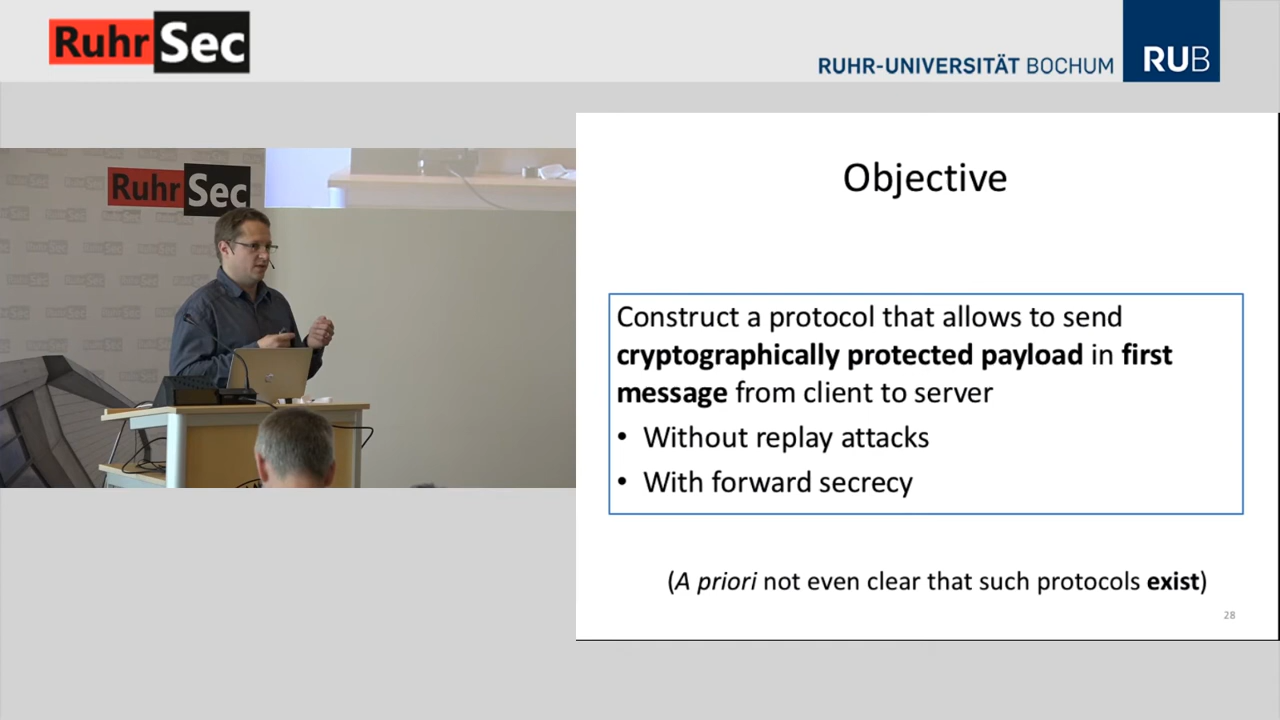 RuhrSec
RUHR-UNIVERSITÄT BOCHUM RUB
RuhrSec
Objective
Construct a protocol that allows to send
cryptographically protected payload in first
message from client to server
• Without replay attacks
• With forward secrecy
(A priori not even clear that such protocols exist)
28